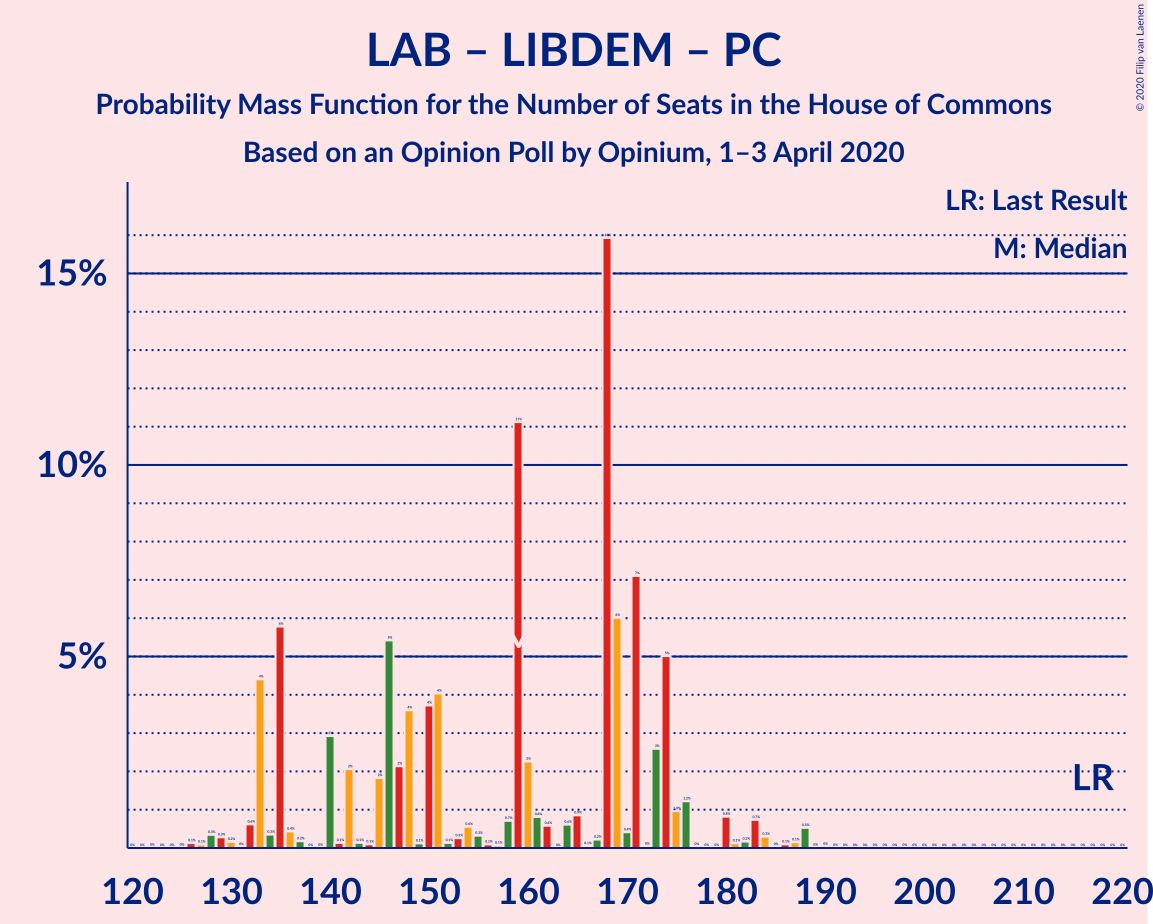 LAB – LIBDEM – PC
Probability Mass Function for the Number of Seats in the House of Commons
Based on an Opinion Poll by Opinium, 1–3 April 2020
© 2020 Filip van Laenen
LR: Last Result
M: Median
15%
10%
5%
LR
120 130 140 150 160 170 180 190 200 210 220